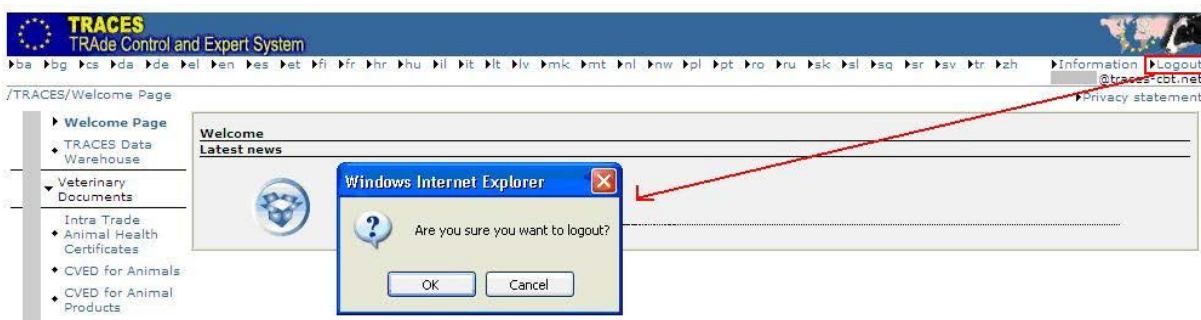 TRACES
TRAde Control and Expert System
ba bg cs da de el en es et fi fr hr hu il it lt lv mk mt nl nw pl pt ro ru sk sl sq sr sv tr zh Information Logout
@traces-cbt.net
/TRACES/Welcome Page Privacy statement
Welcome Page
TRACES Data
Warehouse
Veterinary
Documents
Intra Trade
Animal Health
Certificates
CVED for Animals
CVED for Animal
Products
Welcome
Latest news
Windows Internet Explorer
Are you sure you want to logout?
OK Cancel